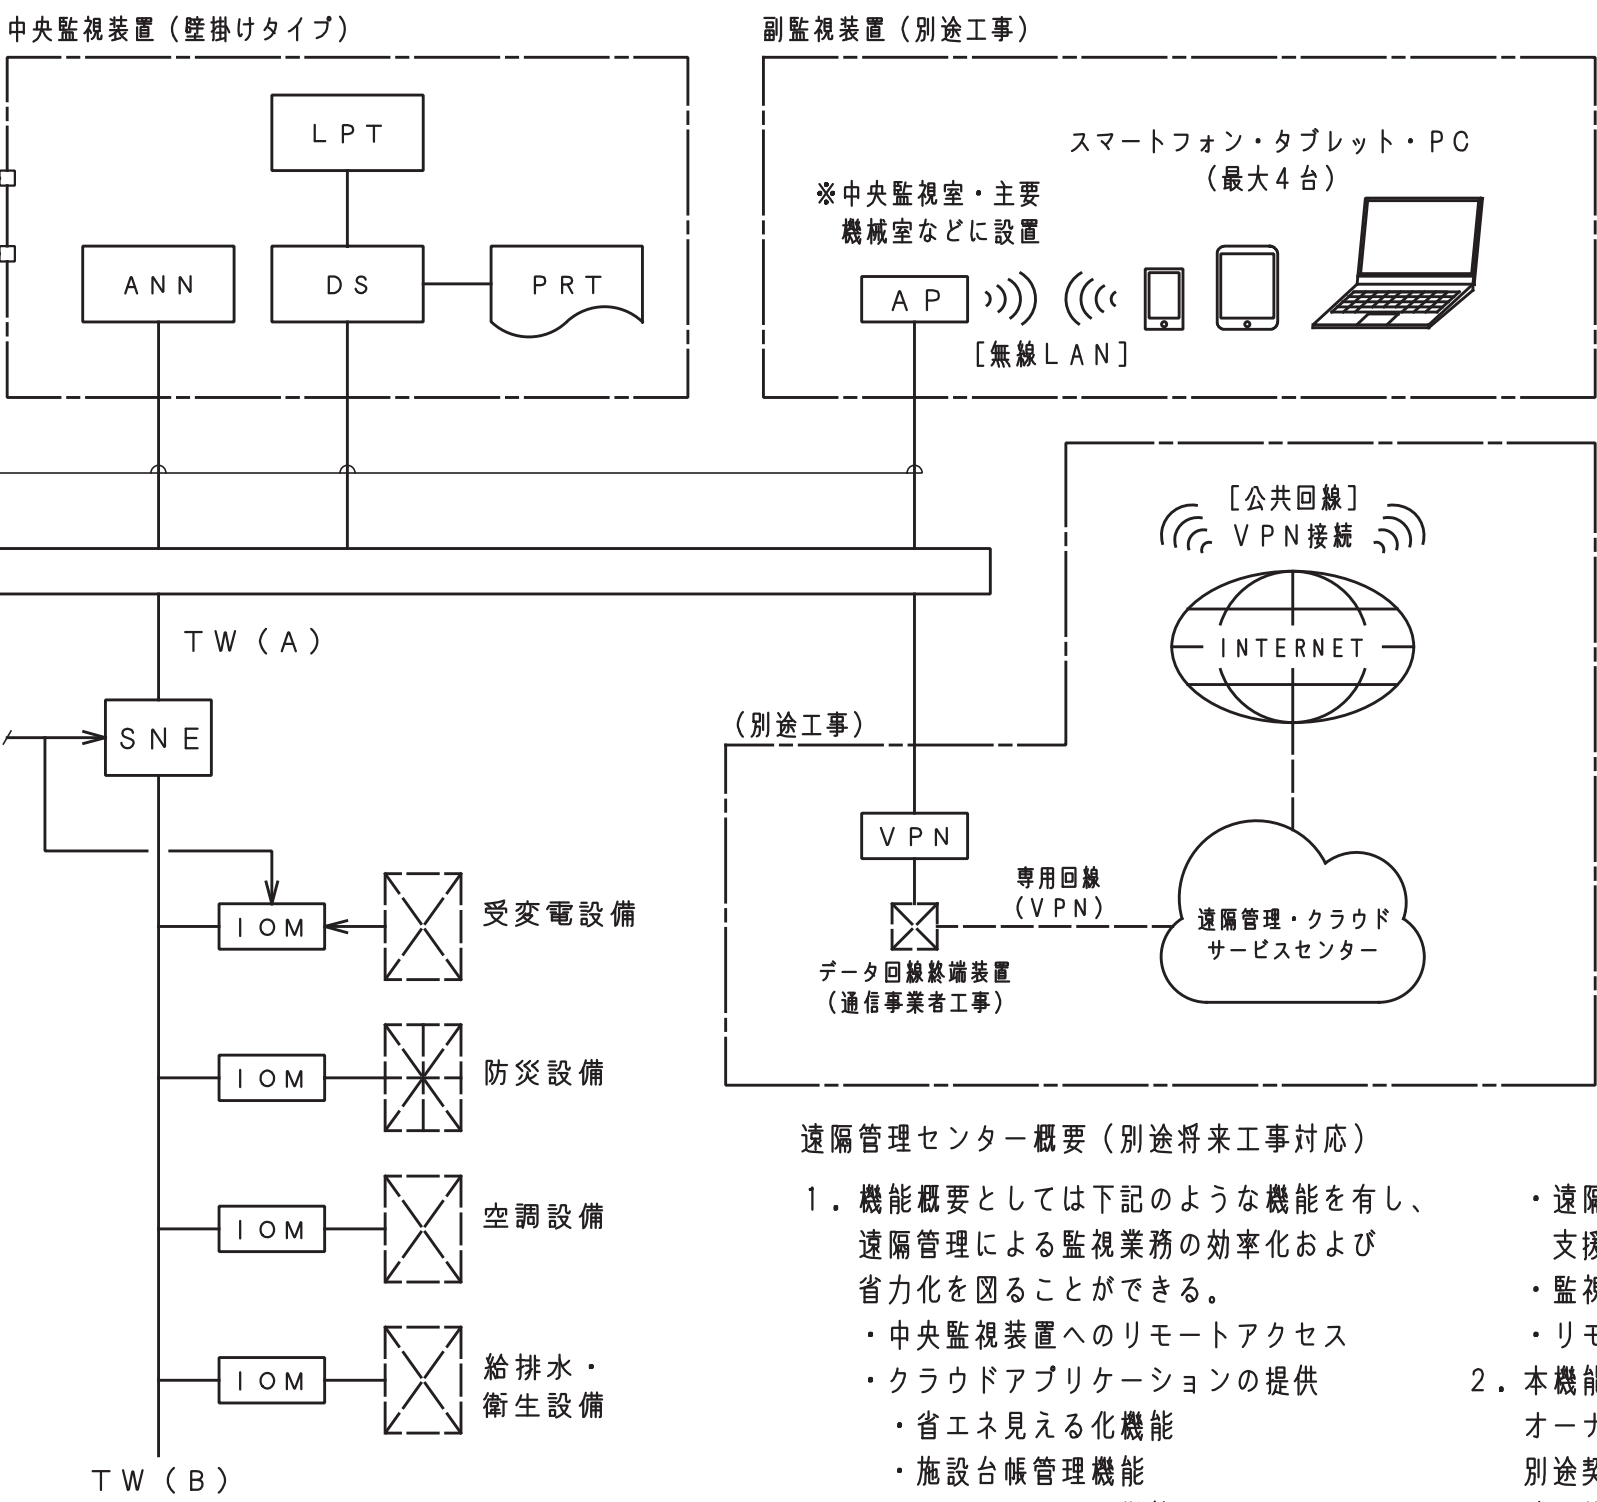 中央監視装置（壁掛けタイプ）
LPT
ANN
DS
PRT
副監視装置（別途工事）
スマートフォン・タブレット・PC
（最大4台）
※中央監視室・主要
機械室などに設置
AP
[無線LAN]
[公共回線]
VPN接続
INTERNET
TW（A）
SNE
（別途工事）
VPN
専用回線
（VPN）
遠隔管理・クラウド
サービスセンター
データ回線終端装置
（通信事業者工事）
IOM
受変電設備
IOM
防災設備
IOM
空調設備
IOM
給排水・
衛生設備
TW（B）
遠隔管理センター概要（別途将来工事対応）
1．機能概要としては下記のような機能を有し、
遠隔管理による監視業務の効率化および
省力化を図ることができる。
・中央監視装置へのリモートアクセス
・クラウドアプリケーションの提供
・省エネ見える化機能
・施設台帳管理機能
・遠隔
支援
・監視
・リモ
2．本機能
オーナ
別途契